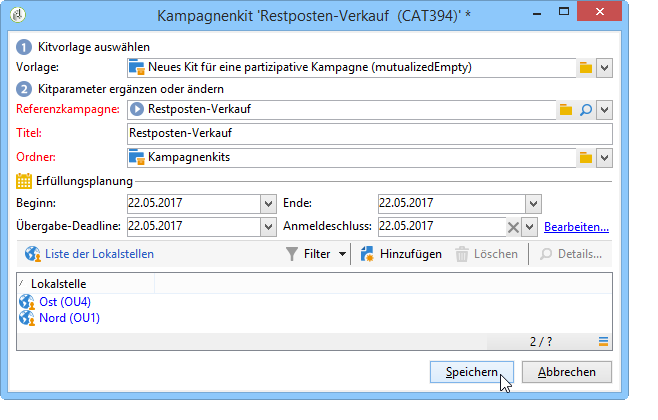 Kampagnenkit 'Restposten-Verkauf (CAT394)' *
1 Kitvorlage auswählen
Vorlage: Neues Kit für eine partizipative Kampagne (mutualizedEmpty)
2 Kitparameter ergänzen oder ändern
Referenzkampagne: Restposten-Verkauf
Titel: Restposten-Verkauf
Ordner: Kampagnenkits
Erfüllungsplanung
Beginn: 22.05.2017 Ende: 22.05.2017
Übergabe-Deadline: 22.05.2017 Anmeldeschluss: 22.05.2017 Bearbeiten...
Liste der Lokalstellen Filter Hinzufügen Löschen Details...
Lokalstelle
Ost (OU4)
Nord (OU1)
2 / ?
Speichern Abbrechen